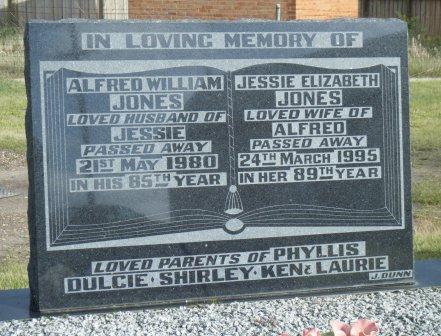 IN LOVING MEMORY OF
ALFRED WILLIAM
JONES
LOVED HUSBAND OF
JESSIE
PASSED AWAY
21ST MAY 1980
IN HIS 85TH YEAR
JESSIE ELIZABETH
JONES
LOVED WIFE OF
ALFRED
PASSED AWAY
24TH MARCH 1995
IN HER 89TH YEAR
LOVED PARENTS OF PHYLLIS
DULCIE · SHIRLEY · KEN & LAURIE
J. DUNN